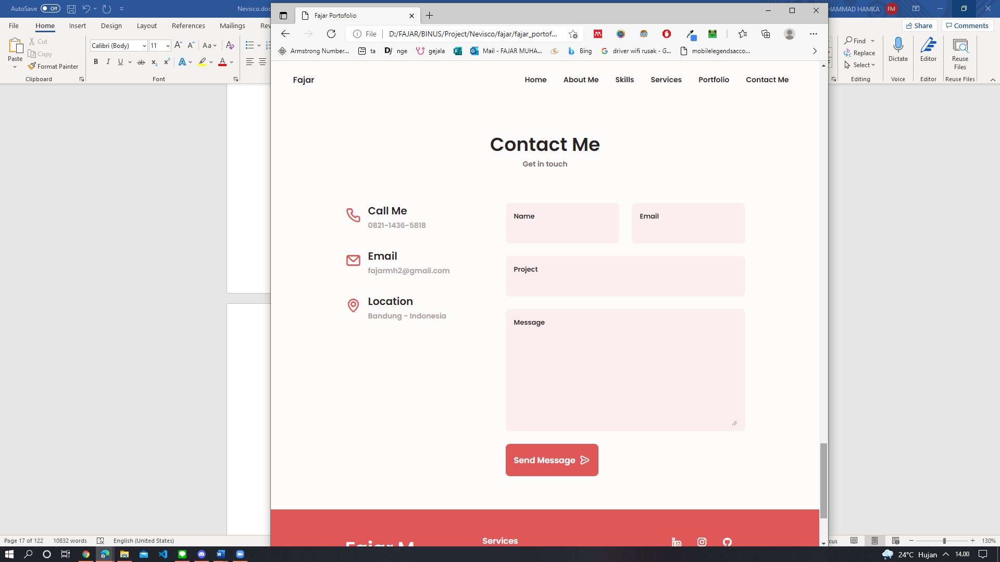 AutoSave Off Nevisco.doc HAMMAD HAMKA FM
Fajar Portofolio
File Home Insert Design Layout References Mailings Rev Share Comments
File D:/FAJAR/BINUS/Project/Nevisco/fajar/fajar_portof...
Armstrong Number... ta nge gejala Mail - FAJAR MUHA... Bing driver wifi rusak - G... mobilelegendsacco...
Paste Cut Copy Format Painter
Clipboard
Calibri (Body) 11 Aa
B I U ab x₂ x² A A
Font
Find Replace Select
Editing
Dictate
Voice
Editor
Editor
Reuse Files
Reuse Files
Fajar
Home About Me Skills Services Portfolio Contact Me
Contact Me
Get in touch
Call Me
0821-1436-5818
Email
fajarmh2@gmail.com
Location
Bandung - Indonesia
Name
Email
Project
Message
Send Message
Services
Page 17 of 122 10832 words English (United States) cus 130%
24°C Hujan 14.00